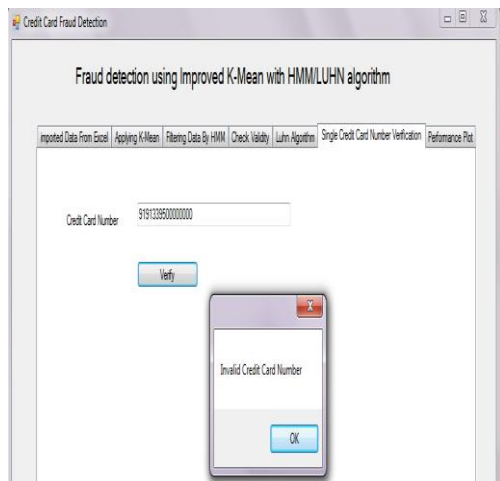 Credit Card Fraud Detection
Fraud detection using Improved K-Mean with HMM/LUHN algorithm
Imported Data From Excel Applying K-Mean Filtering Data By HMM Check Validity Luhn Algorithm Single Credit Card Number Verification Performance Plot
Credit Card Number 9191339500000000
Verify
Invalid Credit Card Number
OK